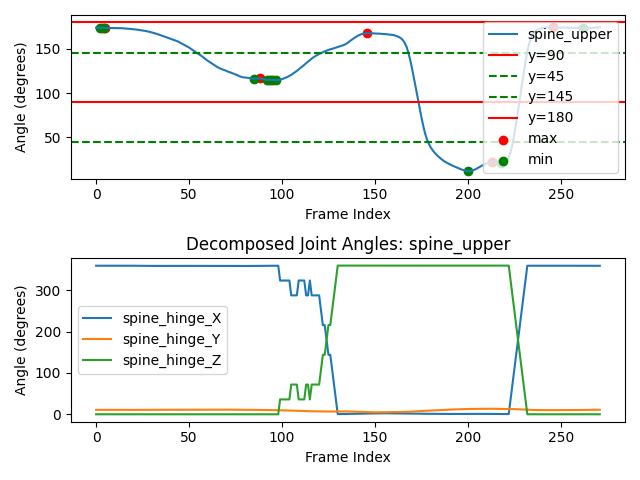 Angle (degrees)
150
100
50
0
50
100
150
200
250
Frame Index
spine_upper
y=90
y=45
y=145
y=180
max
min
Decomposed Joint Angles: spine_upper
Angle (degrees)
300
200
100
0
spine_hinge_X
spine_hinge_Y
spine_hinge_Z
0
50
100
150
200
250
Frame Index